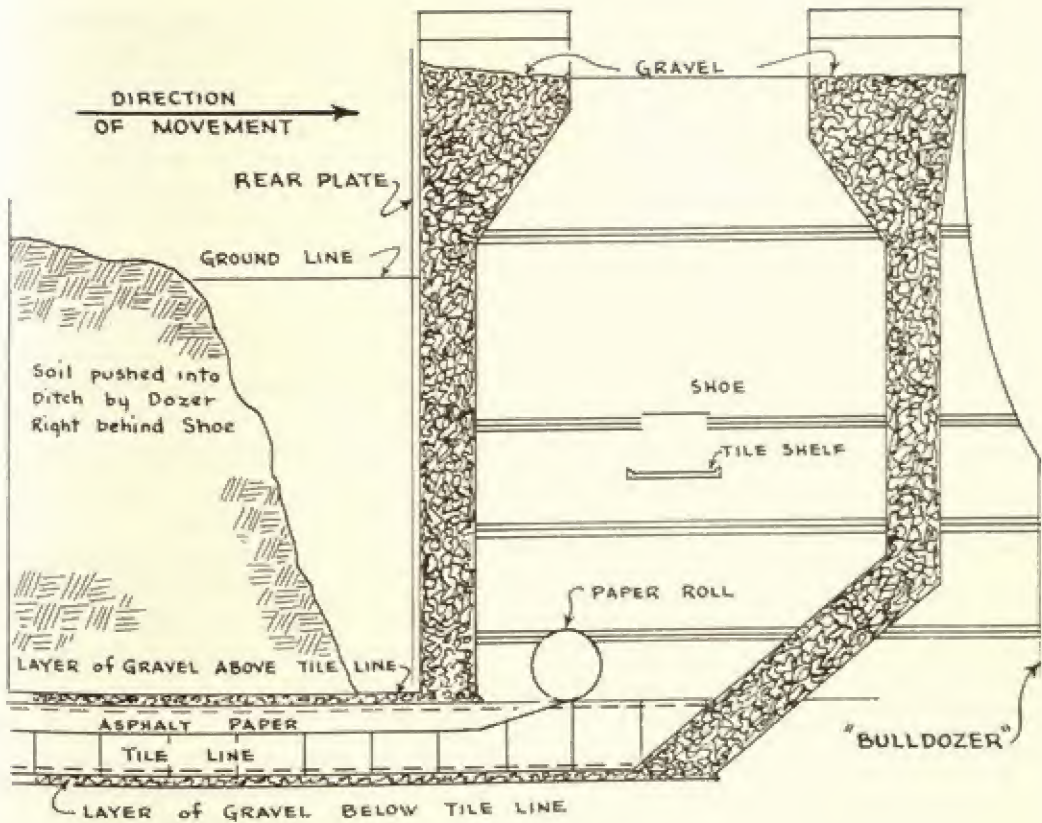 GRAVEL
DIRECTION
OF MOVEMENT
REAR PLATE
GROUND LINE
Soil pushed into
Ditch by Dozer
Right behind Shoe
SHOE
TILE SHELF
PAPER ROLL
LAYER of GRAVEL ABOVE TILE LINE
ASPHALT PAPER
TILE LINE
"BULLDOZER"
LAYER of GRAVEL BELOW TILE LINE